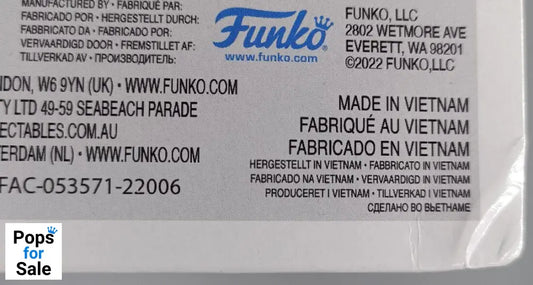 MANUFACTURED BY • FABRIQUÉ PAR:
FABRICADO POR • HERGESTELLT DURCH:
FABBRICATO DA • FABRICADO POR:
VERVAARDIGD DOOR • FREMSTILLET AF:
TILLVERKAD AV • ПРОИЗВОДИТЕЛЬ:
Funko
www.funko.com
FUNKO, LLC
2802 WETMORE AVE
EVERETT, WA 98201
©2022 FUNKO,LLC
NDON, W6 9YN (UK) • WWW.FUNKO.COM
TY LTD 49-59 SEABEACH PARADE
ECTABLES.COM.AU
TERDAM (NL) • WWW.FUNKO.COM
FAC-053571-22006
MADE IN VIETNAM
FABRIQUÉ AU VIETNAM
FABRICADO EN VIETNAM
HERGESTELLT IN VIETNAM • FABBRICATO IN VIETNAM
FABRICADO NA VIETNAM • VERVAARDIGD IN VIETNAM
PRODUCERET I VIETNAM • TILLVERKAD I VIETNAM
СДЕЛАНО ВО ВЬЕТНАМЕ
Pops
for
Sale